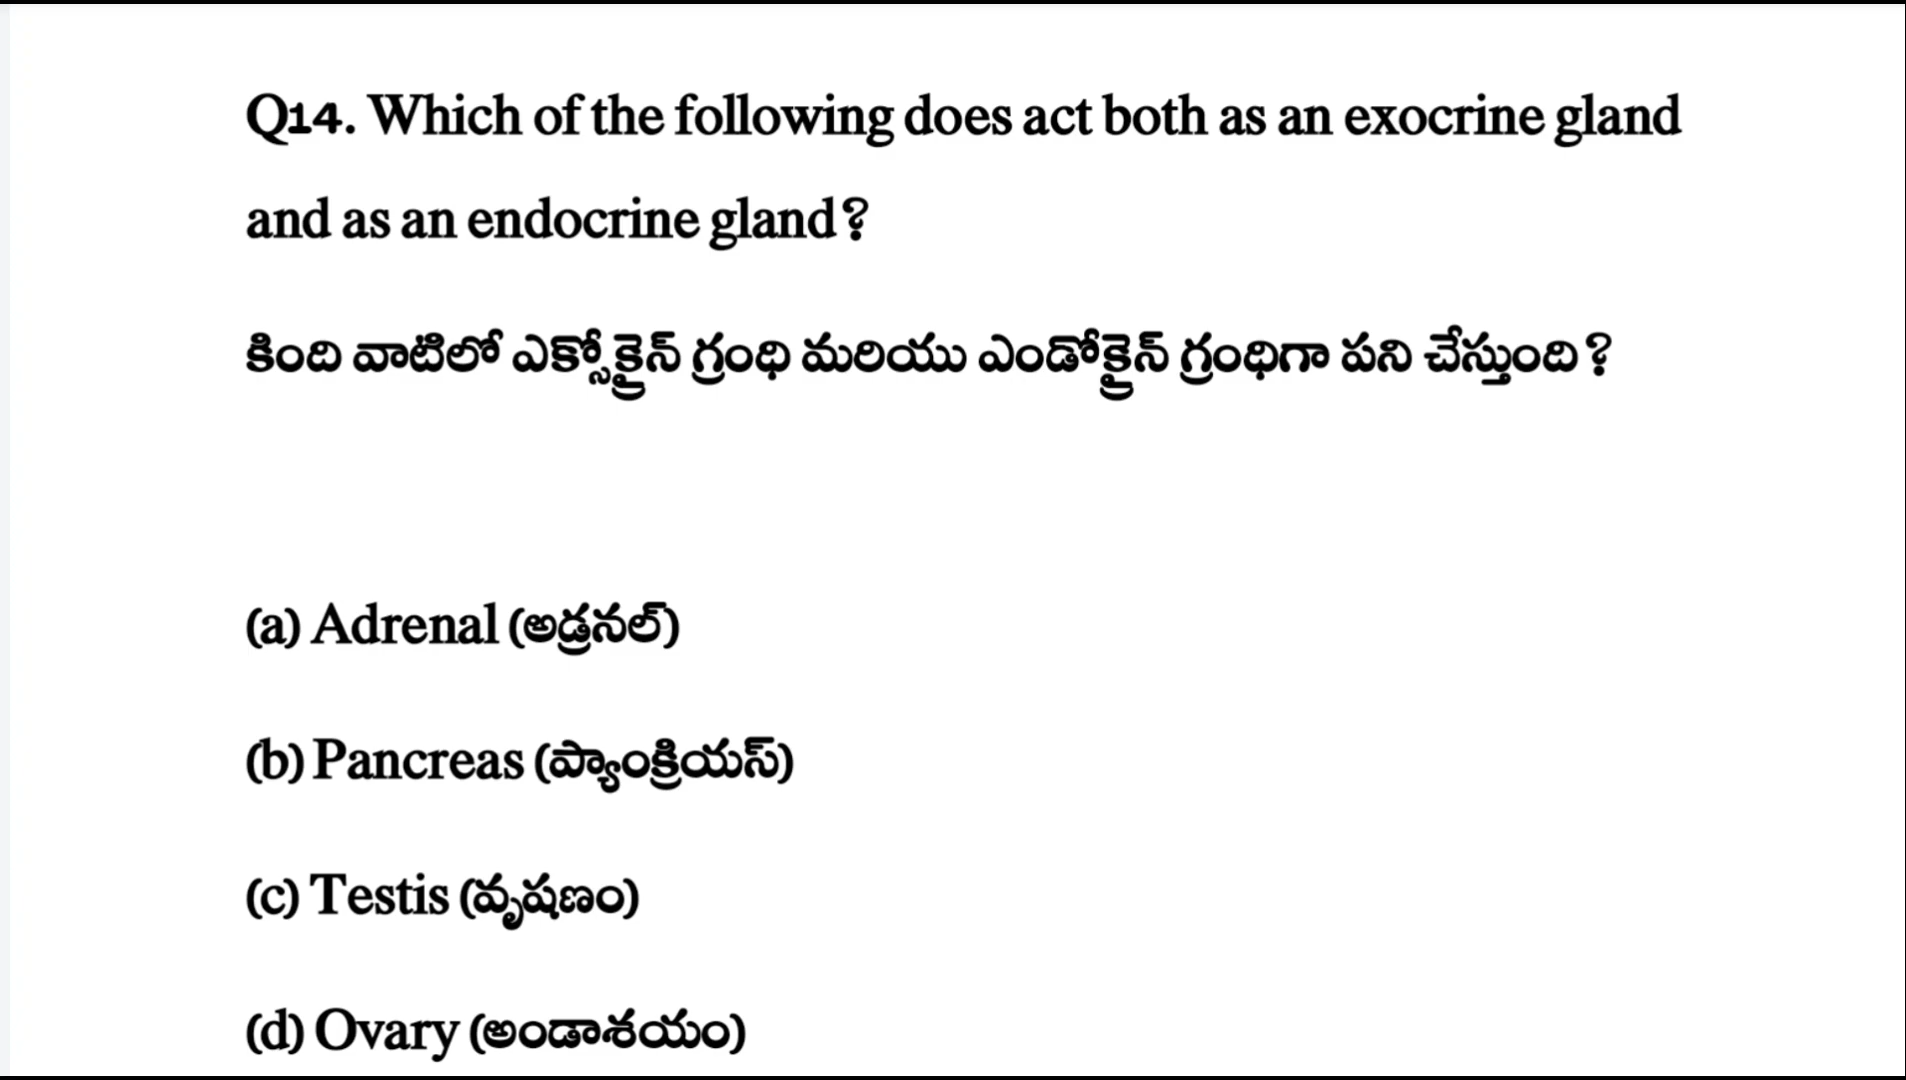 Q14. Which of the following does act both as an exocrine gland
and as an endocrine gland?
కింది వాటిలో ఎక్సోక్రైన్ గ్రంధి మరియు ఎండోక్రైన్ గ్రంధిగా పని చేస్తుంది?
(a) Adrenal (అడ్రనల్)
(b) Pancreas (ప్యాంక్రియస్)
(c) Testis (వృషణం)
(d) Ovary (అండాశయం)